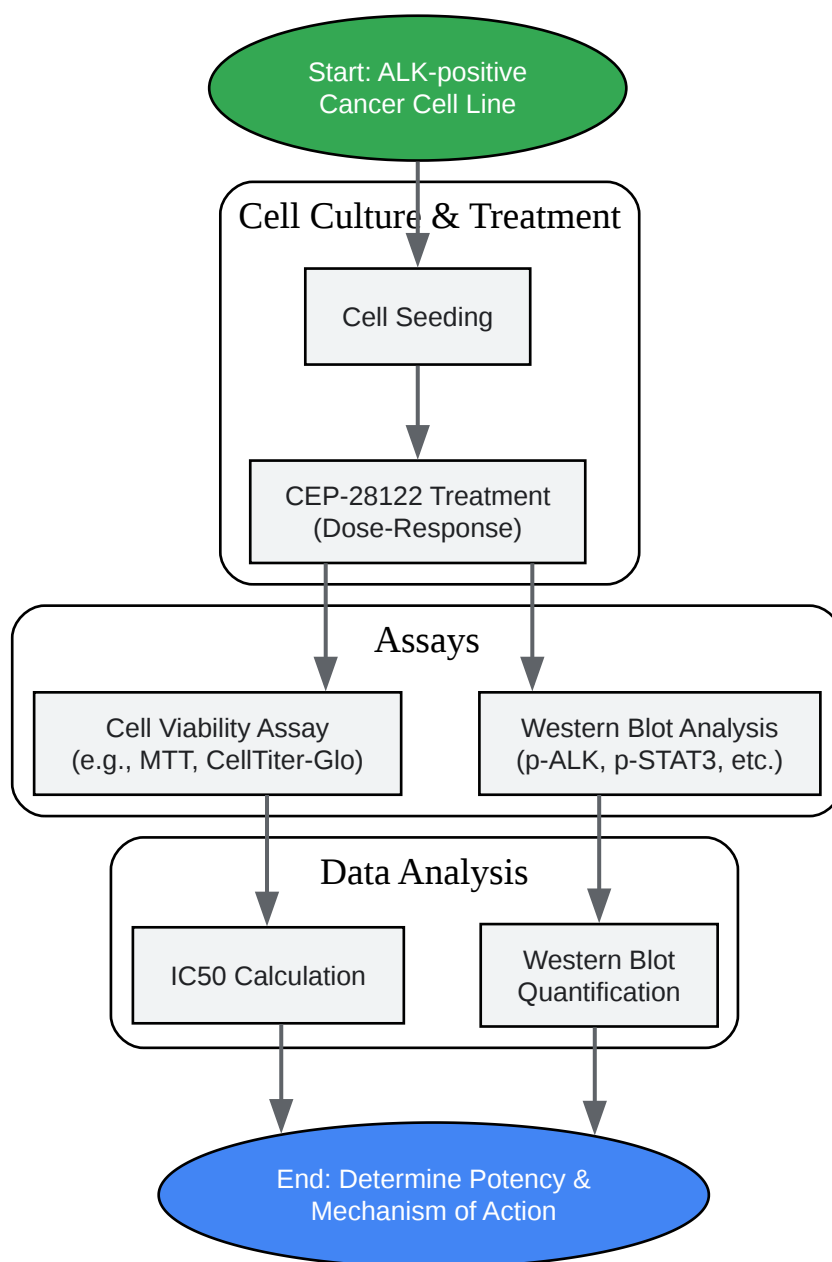 Start: ALK-positive
Cancer Cell Line
Cell Culture & Treatment
Cell Seeding
CEP-28122 Treatment
(Dose-Response)
Assays
Cell Viability Assay
(e.g., MTT, CellTiter-Glo)
Western Blot Analysis
(p-ALK, p-STAT3, etc.)
Data Analysis
IC50 Calculation
Western Blot
Quantification
End: Determine Potency &
Mechanism of Action